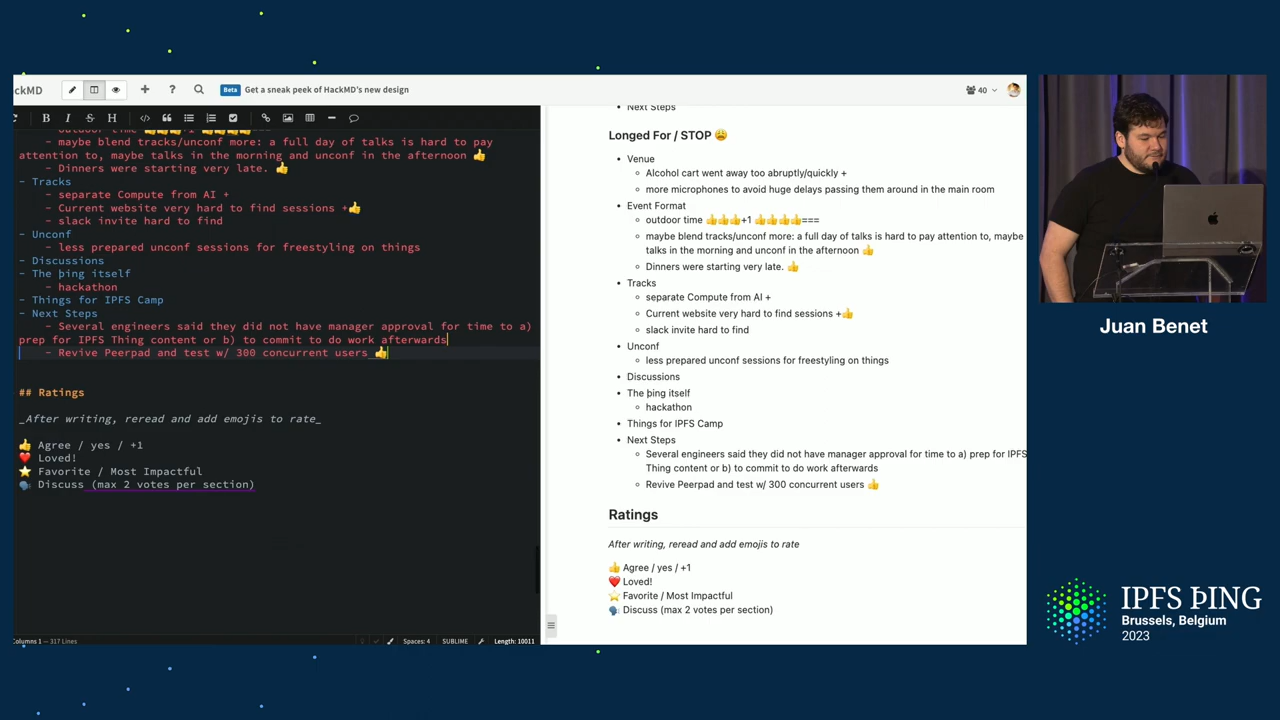 ckMD
Beta Get a sneak peek of HackMD's new design
40
B I S H
- outdoor time 👍👍👍+1 👍👍👍👍===
- maybe blend tracks/unconf more: a full day of talks is hard to pay
attention to, maybe talks in the morning and unconf in the afternoon 👍
- Dinners were starting very late. 👍
- Tracks
- separate Compute from AI +
- Current website very hard to find sessions +👍
- slack invite hard to find
- Unconf
- less prepared unconf sessions for freestyling on things
- Discussions
- The þing itself
- hackathon
- Things for IPFS Camp
- Next Steps
- Several engineers said they did not have manager approval for time to a)
prep for IPFS Thing content or b) to commit to do work afterwards
- Revive Peerpad and test w/ 300 concurrent users 👍
## Ratings
_After writing, reread and add emojis to rate_
👍 Agree / yes / +1
❤️ Loved!
⭐ Favorite / Most Impactful
🗣️ Discuss (max 2 votes per section)
Columns 1 — 317 Lines
Spaces: 4 SUBLIME Length: 10011
Next Steps
Longed For / STOP 😩
• Venue
◦ Alcohol cart went away too abruptly/quickly +
◦ more microphones to avoid huge delays passing them around in the main room
• Event Format
◦ outdoor time 👍👍👍+1 👍👍👍👍===
◦ maybe blend tracks/unconf more: a full day of talks is hard to pay attention to, maybe
talks in the morning and unconf in the afternoon 👍
◦ Dinners were starting very late. 👍
• Tracks
◦ separate Compute from AI +
◦ Current website very hard to find sessions +👍
◦ slack invite hard to find
• Unconf
◦ less prepared unconf sessions for freestyling on things
• Discussions
• The þing itself
◦ hackathon
• Things for IPFS Camp
• Next Steps
◦ Several engineers said they did not have manager approval for time to a) prep for IPFS
Thing content or b) to commit to do work afterwards
◦ Revive Peerpad and test w/ 300 concurrent users 👍
Ratings
After writing, reread and add emojis to rate
👍 Agree / yes / +1
❤️ Loved!
⭐ Favorite / Most Impactful
🗣️ Discuss (max 2 votes per section)
Juan Benet
IPFS ÞING
Brussels, Belgium
2023